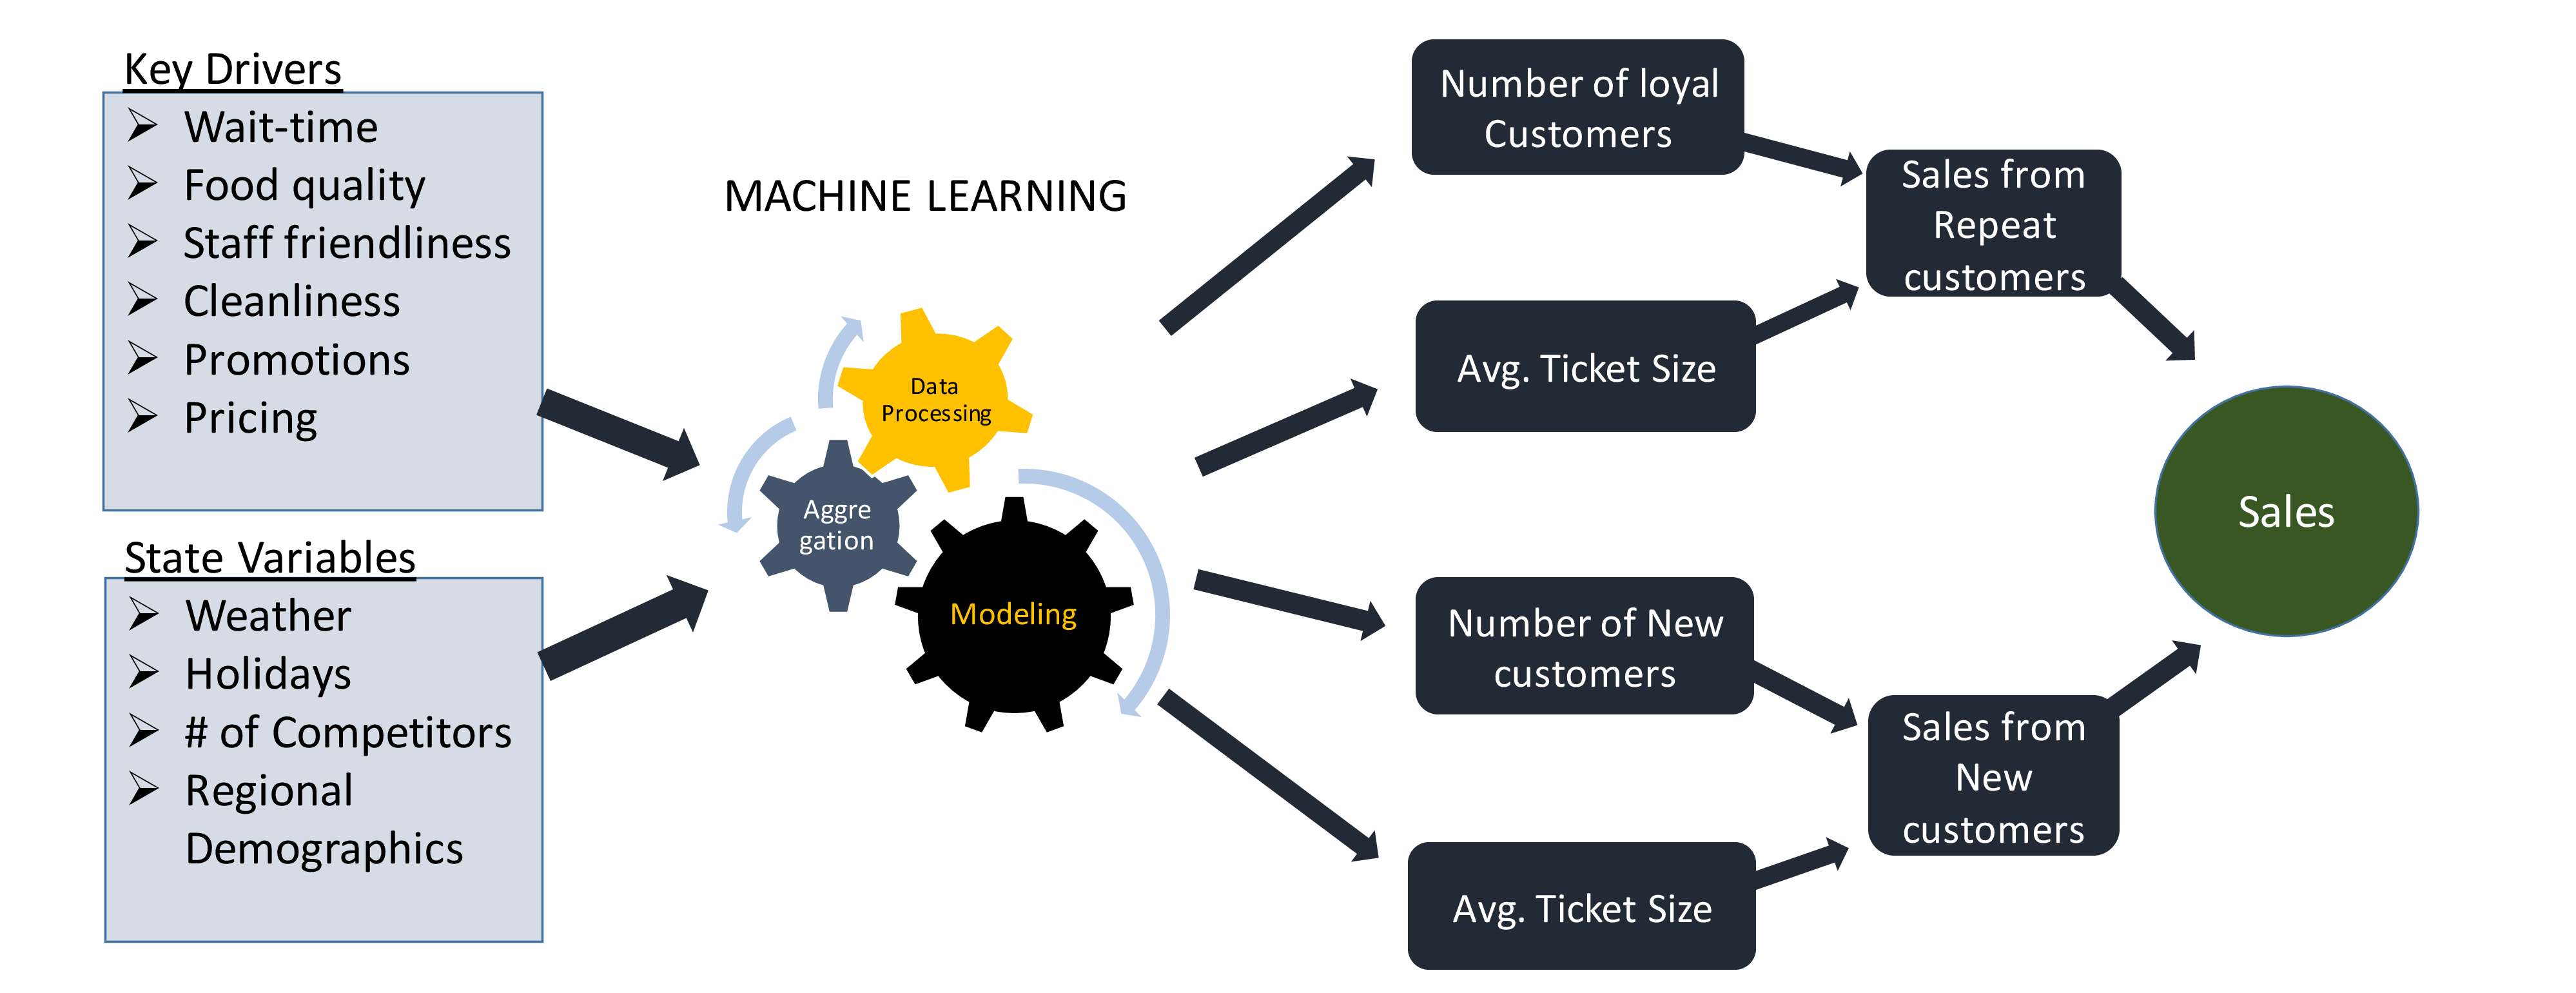 Key Drivers
Wait-time
Food quality
Staff friendliness
Cleanliness
Promotions
Pricing
State Variables
Weather
Holidays
# of Competitors
Regional
Demographics
MACHINE LEARNING
Data
Processing
Aggre
gation
Modeling
Number of loyal
Customers
Avg. Ticket Size
Number of New
customers
Avg. Ticket Size
Sales from
Repeat
customers
Sales from
New
customers
Sales